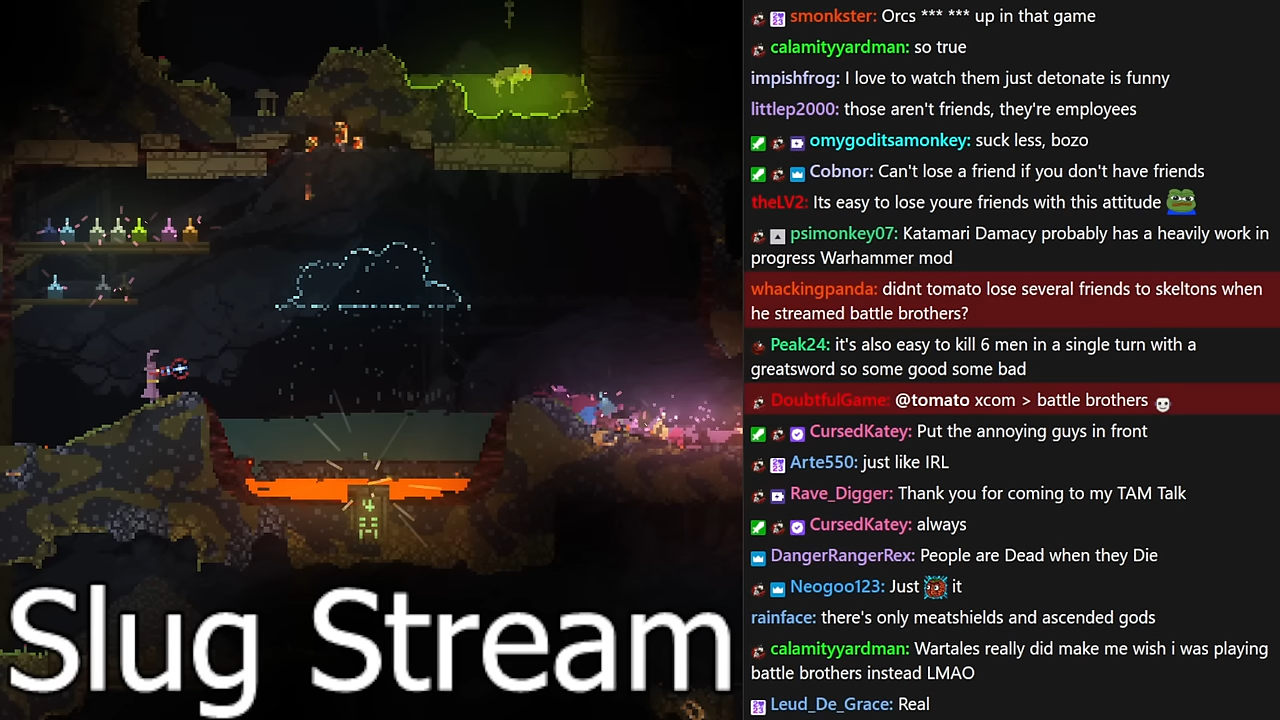 smonkster: Orcs *** *** up in that game
calamityyardman: so true
impishfrog: I love to watch them just detonate is funny
littlep2000: those aren't friends, they're employees
omygoditsamonkey: suck less, bozo
Cobnor: Can't lose a friend if you don't have friends
theLV2: Its easy to lose youre friends with this attitude
psimonkey07: Katamari Damacy probably has a heavily work in
progress Warhammer mod
whackingpanda: didnt tomato lose several friends to skeltons when
he streamed battle brothers?
Peak24: it's also easy to kill 6 men in a single turn with a
greatsword so some good some bad
DoubtfulGame: @tomato xcom > battle brothers
CursedKatey: Put the annoying guys in front
Arte550: just like IRL
Rave_Digger: Thank you for coming to my TAM Talk
CursedKatey: always
DangerRangerRex: People are Dead when they Die
Neogoo123: Just it
rainface: there's only meatshields and ascended gods
calamityyardman: Wartales really did make me wish i was playing
battle brothers instead LMAO
Leud_De_Grace: Real
Slug Stream